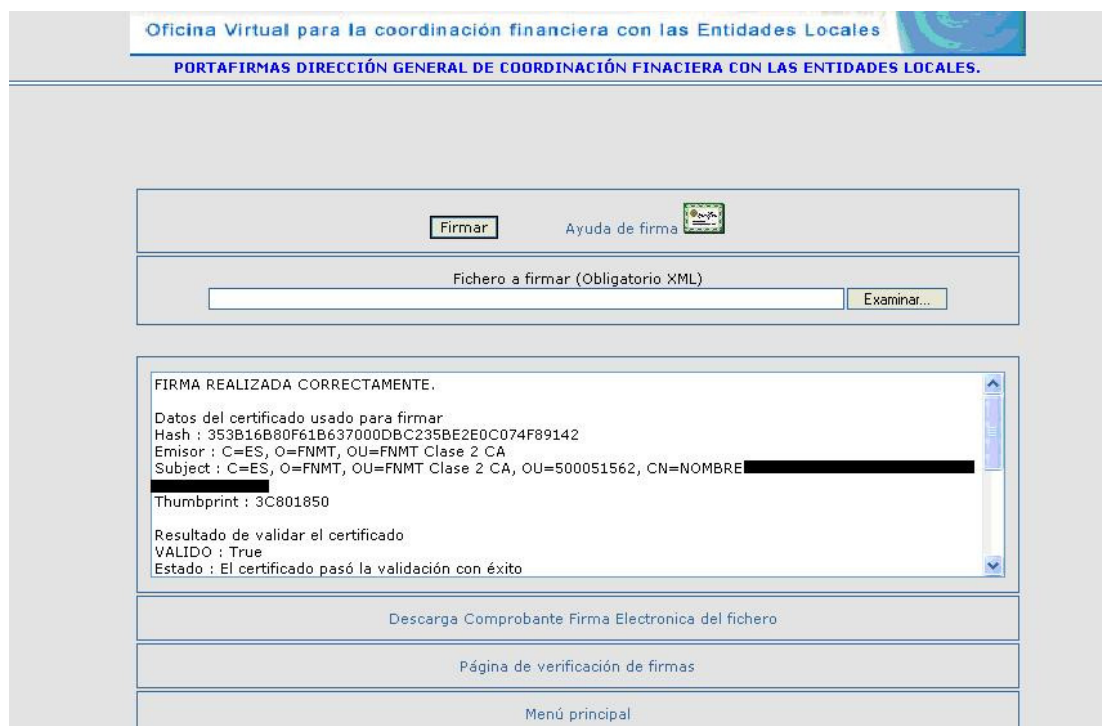 Oficina Virtual para la coordinación financiera con las Entidades Locales
PORTAFIRMAS DIRECCIÓN GENERAL DE COORDINACIÓN FINACIERA CON LAS ENTIDADES LOCALES.
Firmar Ayuda de firma
Fichero a firmar (Obligatorio XML)
Examinar...
FIRMA REALIZADA CORRECTAMENTE.
Datos del certificado usado para firmar
Hash : 353B16B80F61B637000DBC235BE2E0C074F89142
Emisor : C=ES, O=FNMT, OU=FNMT Clase 2 CA
Subject : C=ES, O=FNMT, OU=FNMT Clase 2 CA, OU=500051562, CN=NOMBRE
Thumbprint : 3C801850
Resultado de validar el certificado
VALIDO : True
Estado : El certificado pasó la validación con éxito
Descarga Comprobante Firma Electronica del fichero
Página de verificación de firmas
Menú principal